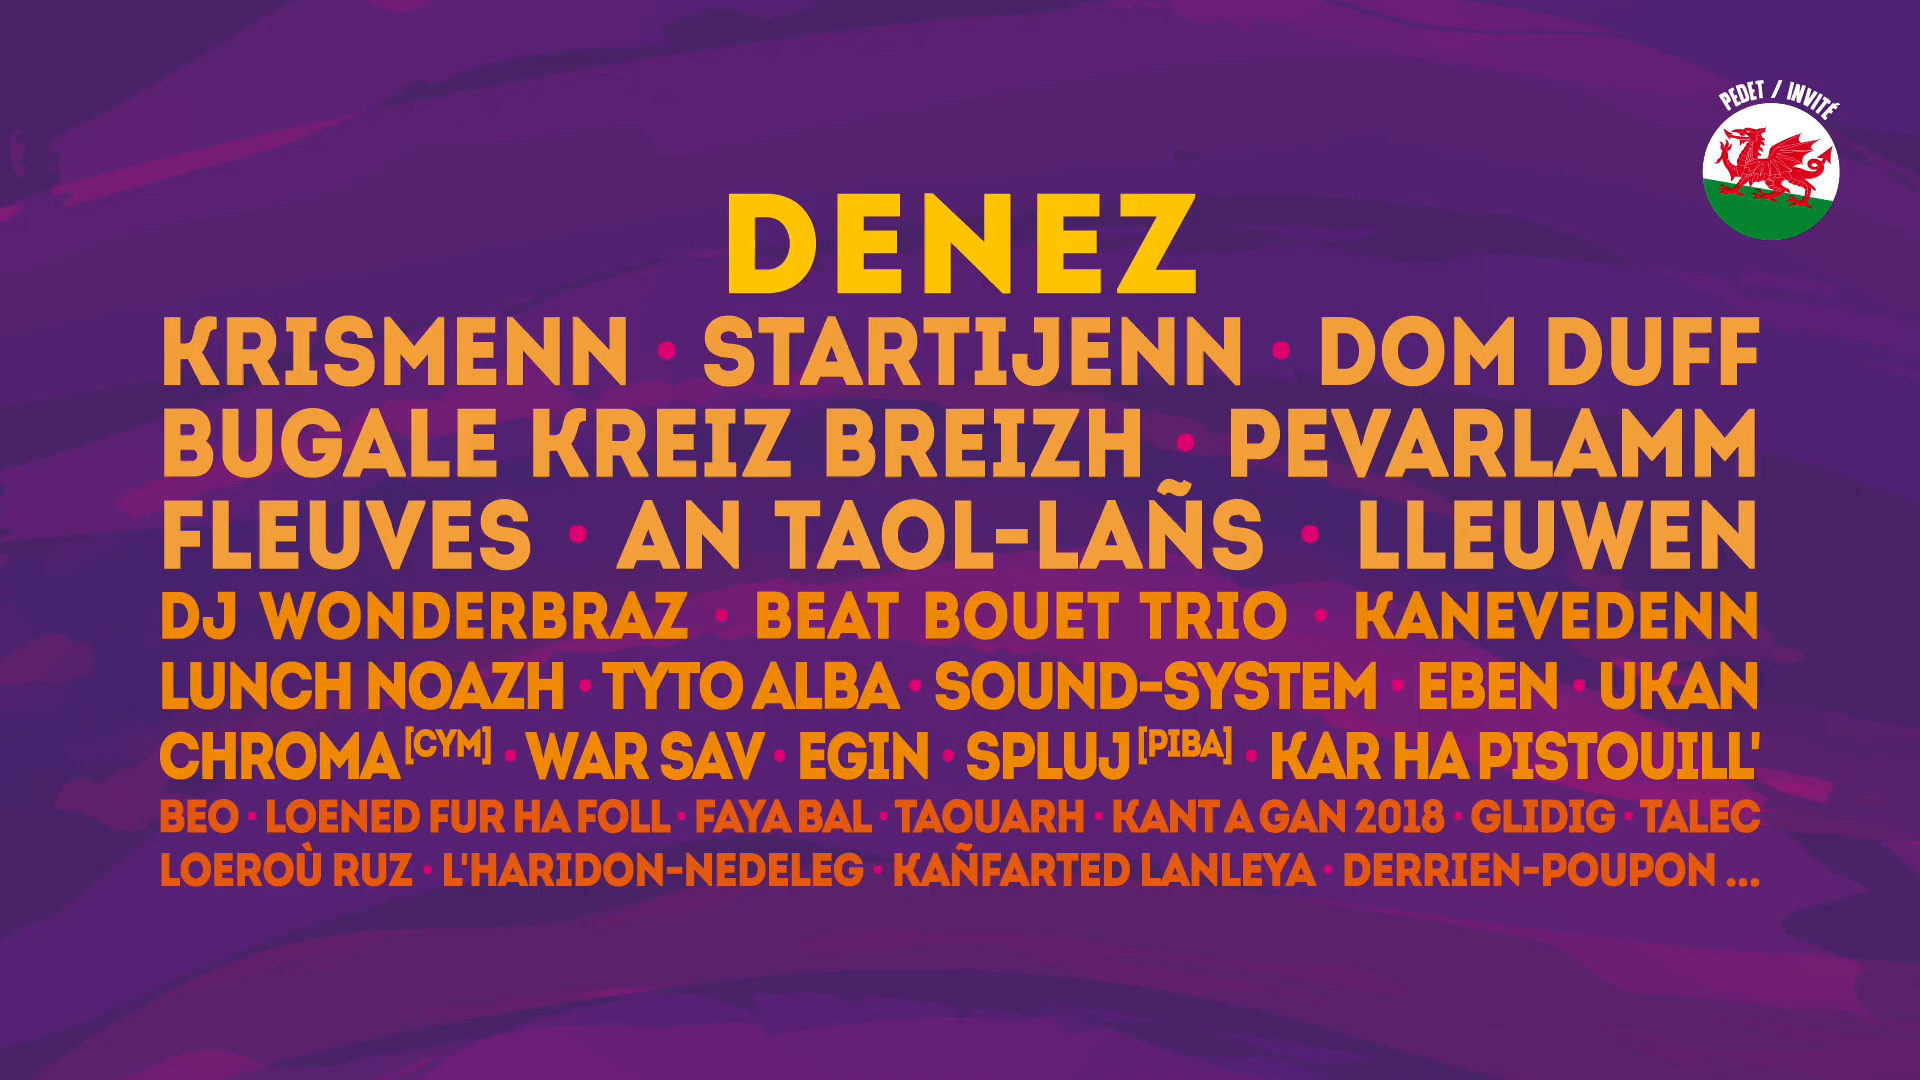 PEDET / INVITÉ
DENEZ
KRISMENN • STARTIJENN • DOM DUFF
BUGALE KREIZ BREIZH • PEVARLAMM
FLEUVES • AN TAOL-LAÑS • LLEUWEN
DJ WONDERBRAZ • BEAT BOUET TRIO • KANEVEDENN
LUNCH NOAZH • TYTO ALBA • SOUND-SYSTEM • EBEN • UKAN
CHROMA [CYM] • WAR SAV • EGIN • SPLUJ [PIBA] • KAR HA PISTOUILL'
BEO • LOENED FUR HA FOLL • FAYA BAL • TAOUARH • KANT A GAN 2018 • GLIDIG • TALEC
LOEROÙ RUZ • L'HARIDON-NEDELEG • KAÑFARTED LANLEYA • DERRIEN-POUPON ...